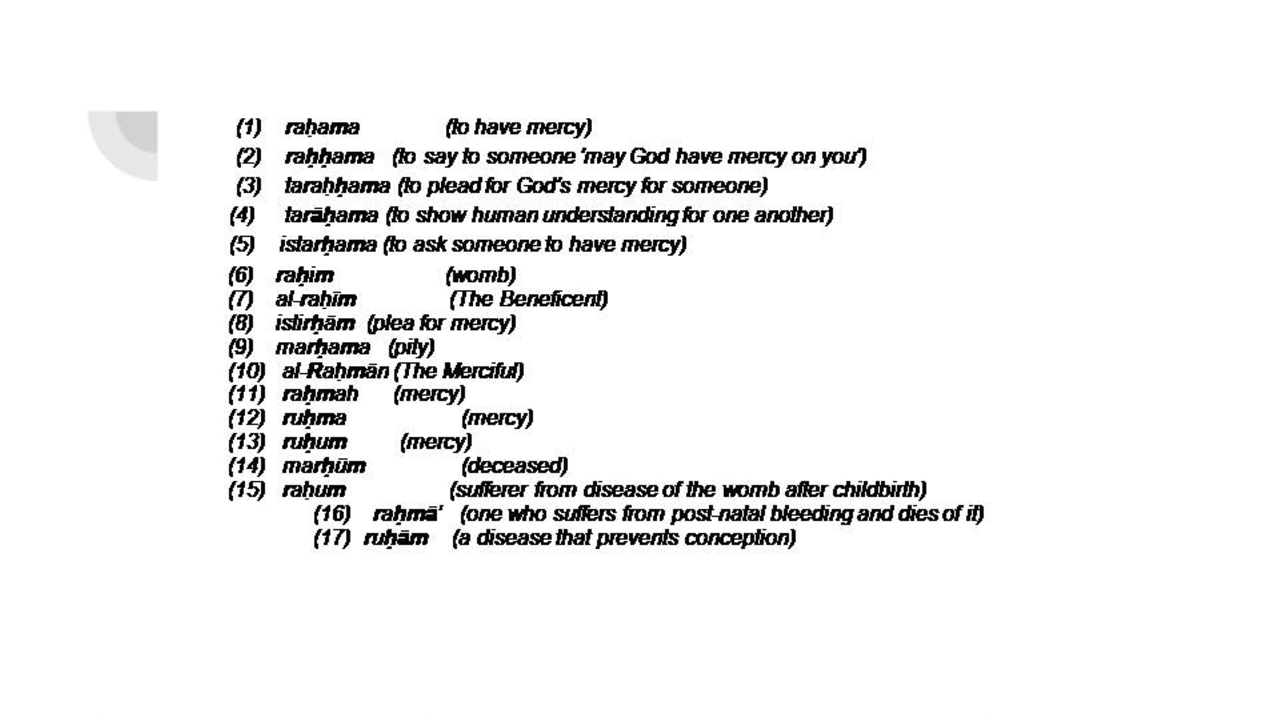 (1) raḥama (to have mercy)
(2) raḥḥama (to say to someone 'may God have mercy on you')
(3) taraḥḥama (to plead for God's mercy for someone)
(4) tarāḥama (to show human understanding for one another)
(5) istarḥama (to ask someone to have mercy)
(6) raḥim (womb)
(7) al-raḥīm (The Beneficent)
(8) istirḥām (plea for mercy)
(9) marḥama (pity)
(10) al-Raḥmān (The Merciful)
(11) raḥmah (mercy)
(12) ruḥma (mercy)
(13) ruḥum (mercy)
(14) marḥūm (deceased)
(15) raḥum (sufferer from disease of the womb after childbirth)
(16) raḥmā' (one who suffers from post-natal bleeding and dies of it)
(17) ruḥām (a disease that prevents conception)